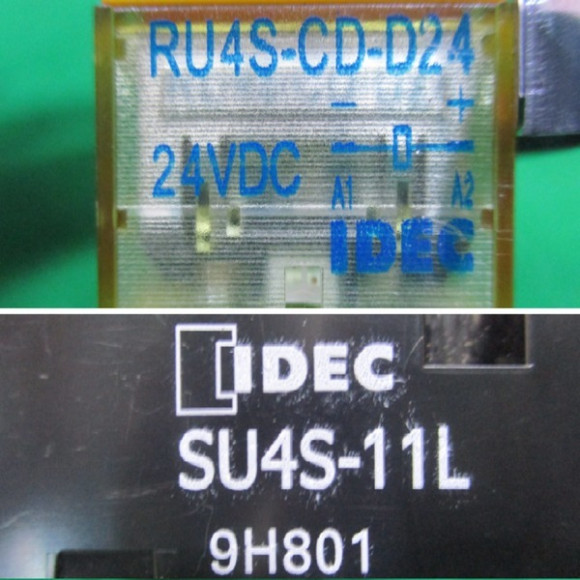 RU4S-CD-D24
- +
24VDC
A1 A2
IDEC
IDEC
SU4S-11L
9H801